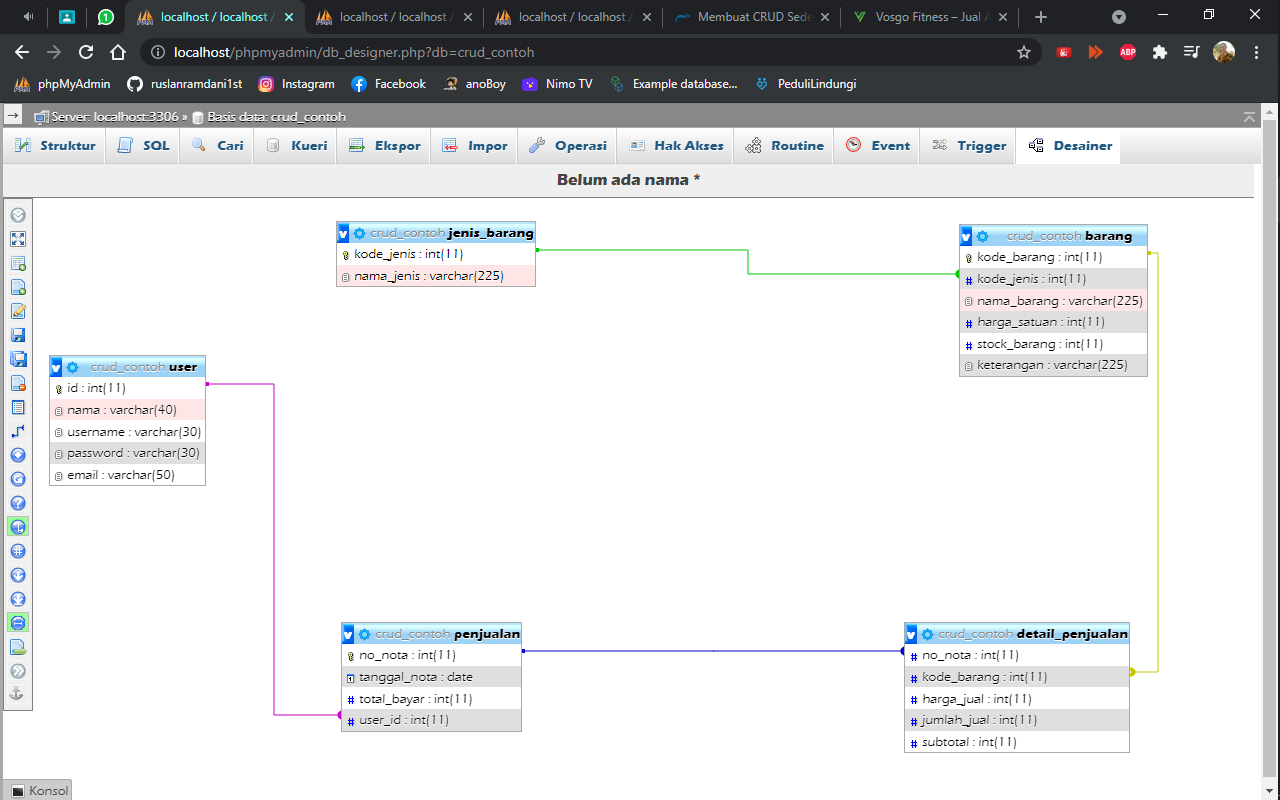 localhost / localhost /
localhost / localhost /
localhost / localhost /
Membuat CRUD Sede
Vosgo Fitness – Jual A
localhost/phpmyadmin/db_designer.php?db=crud_contoh
ABP
phpMyAdmin
ruslanramdani1st
Instagram
Facebook
anoBoy
Nimo TV
Example database...
PeduliLindungi
Server: localhost:3306 » Basis data: crud_contoh
Struktur
SQL
Cari
Kueri
Ekspor
Impor
Operasi
Hak Akses
Routine
Event
Trigger
Desainer
Belum ada nama *
crud_contoh jenis_barang
kode_jenis : int(11)
nama_jenis : varchar(225)
crud_contoh barang
kode_barang : int(11)
kode_jenis : int(11)
nama_barang : varchar(225)
harga_satuan : int(11)
stock_barang : int(11)
keterangan : varchar(225)
crud_contoh user
id : int(11)
nama : varchar(40)
username : varchar(30)
password : varchar(30)
email : varchar(50)
crud_contoh penjualan
no_nota : int(11)
tanggal_nota : date
total_bayar : int(11)
user_id : int(11)
crud_contoh detail_penjualan
no_nota : int(11)
kode_barang : int(11)
harga_jual : int(11)
jumlah_jual : int(11)
subtotal : int(11)
Konsol